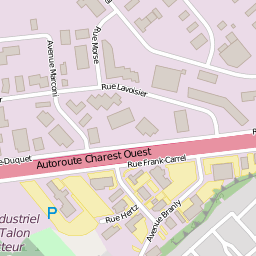 Rue Morse
Avenue Marconi
Rue Lavoisier
Autoroute Charest Ouest
-Duquet
Rue Frank-Carrel
P
Rue Hertz
Avenue Branly
ndustriel
Talon
cteur